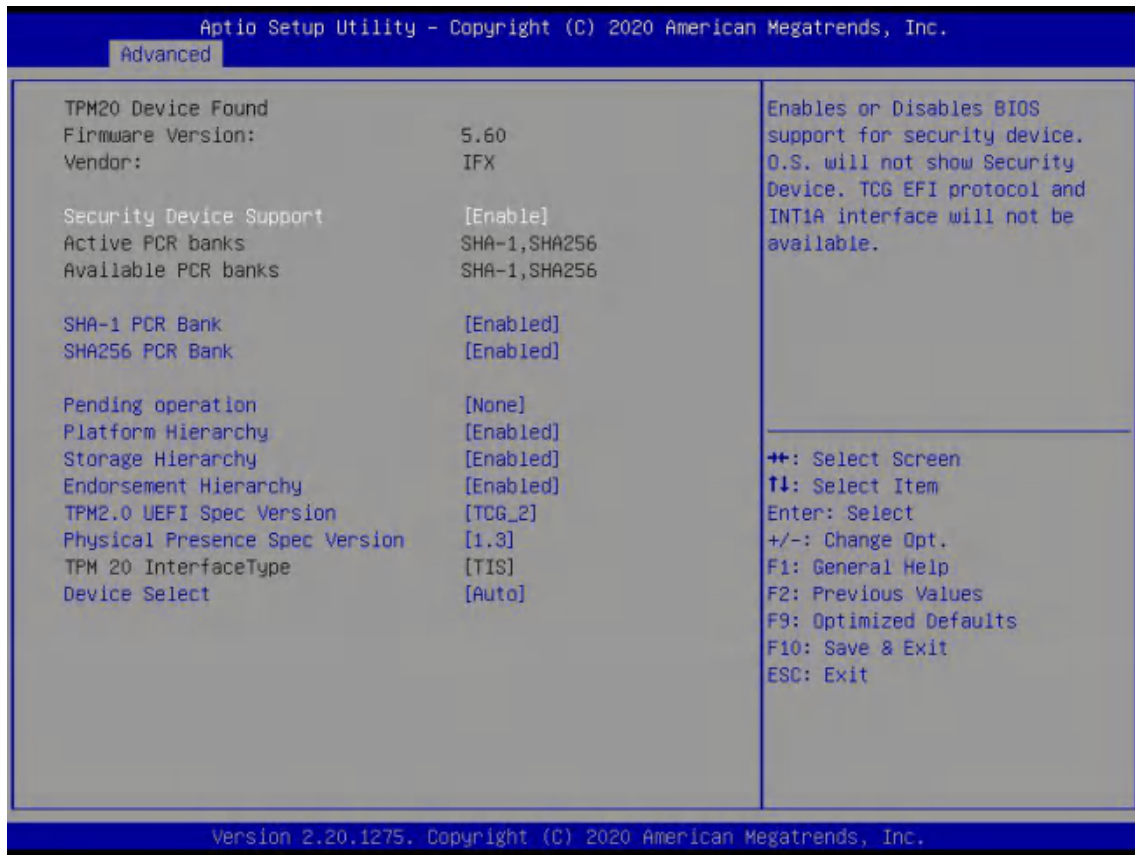 Aptio Setup Utility – Copyright (C) 2020 American Megatrends, Inc.
Advanced
TPM20 Device Found
Firmware Version: 5.60
Vendor: IFX
Security Device Support [Enable]
Active PCR banks SHA-1,SHA256
Available PCR banks SHA-1,SHA256
SHA-1 PCR Bank [Enabled]
SHA256 PCR Bank [Enabled]
Pending operation [None]
Platform Hierarchy [Enabled]
Storage Hierarchy [Enabled]
Endorsement Hierarchy [Enabled]
TPM2.0 UEFI Spec Version [TCG_2]
Physical Presence Spec Version [1.3]
TPM 20 InterfaceType [TIS]
Device Select [Auto]
Enables or Disables BIOS
support for security device.
O.S. will not show Security
Device. TCG EFI protocol and
INT1A interface will not be
available.
→←: Select Screen
↑↓: Select Item
Enter: Select
+/-: Change Opt.
F1: General Help
F2: Previous Values
F9: Optimized Defaults
F10: Save & Exit
ESC: Exit
Version 2.20.1275. Copyright (C) 2020 American Megatrends, Inc.